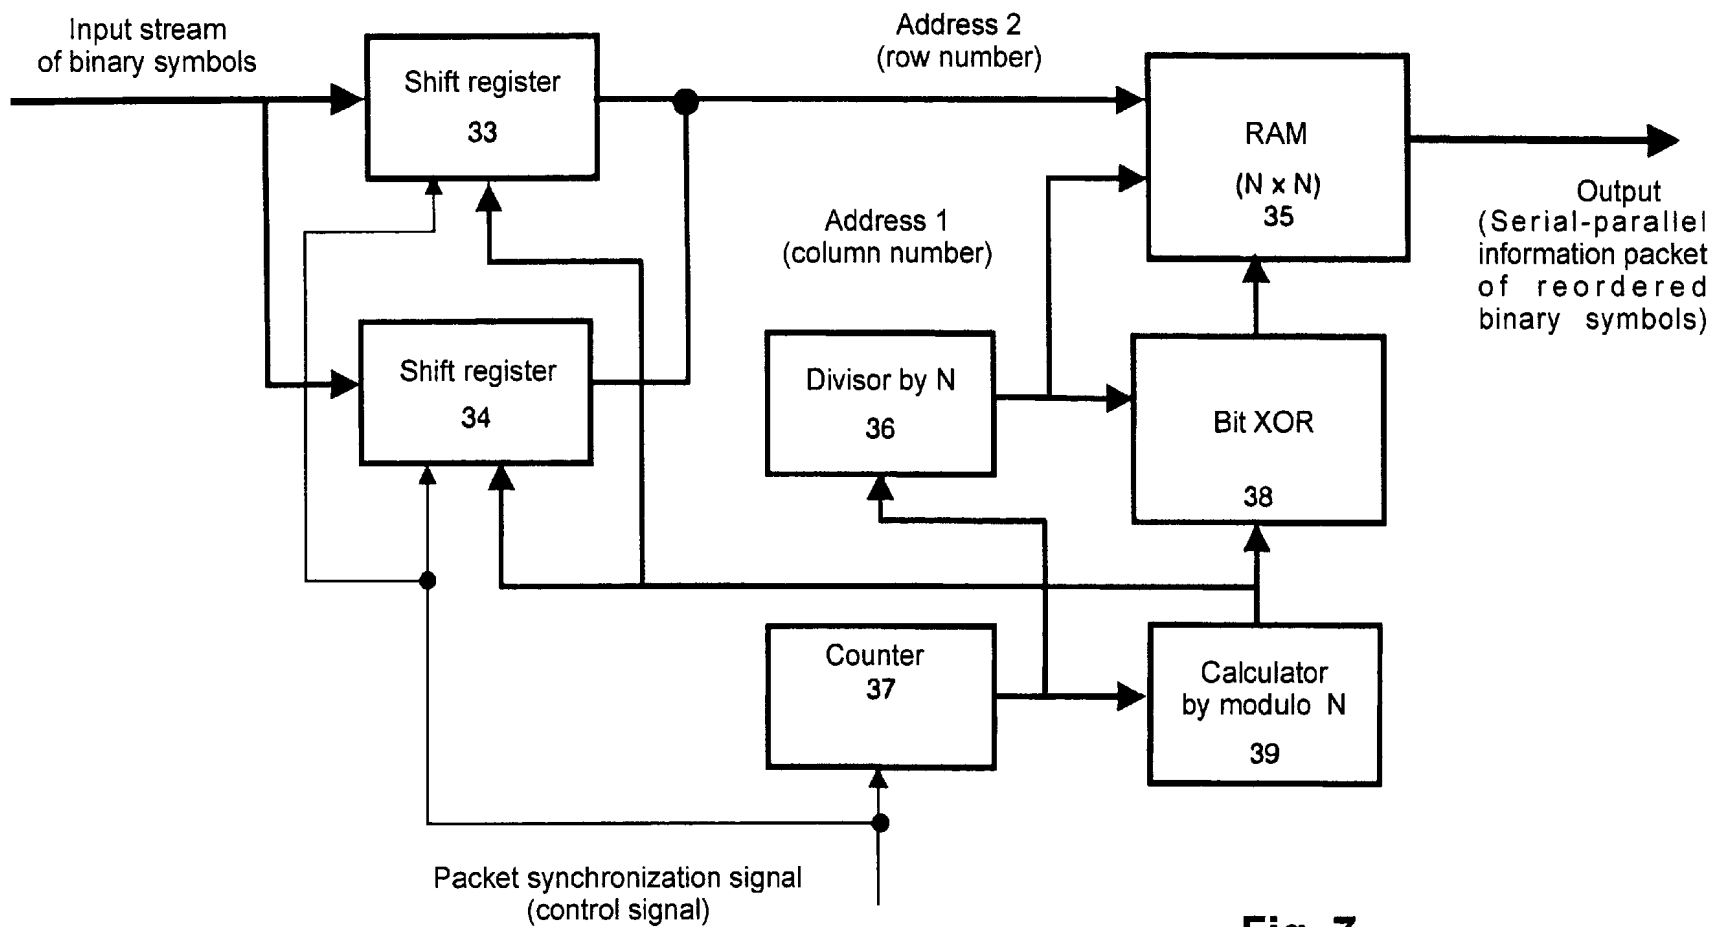 Input stream
of binary symbols
Shift register
33
Address 2
(row number)
RAM
(N x N)
35
Output
(Serial-parallel
information packet
of reordered
binary symbols)
Address 1
(column number)
Shift register
34
Divisor by N
36
Bit XOR
38
Counter
37
Calculator
by modulo N
39
Packet synchronization signal
(control signal)
Fig. 7